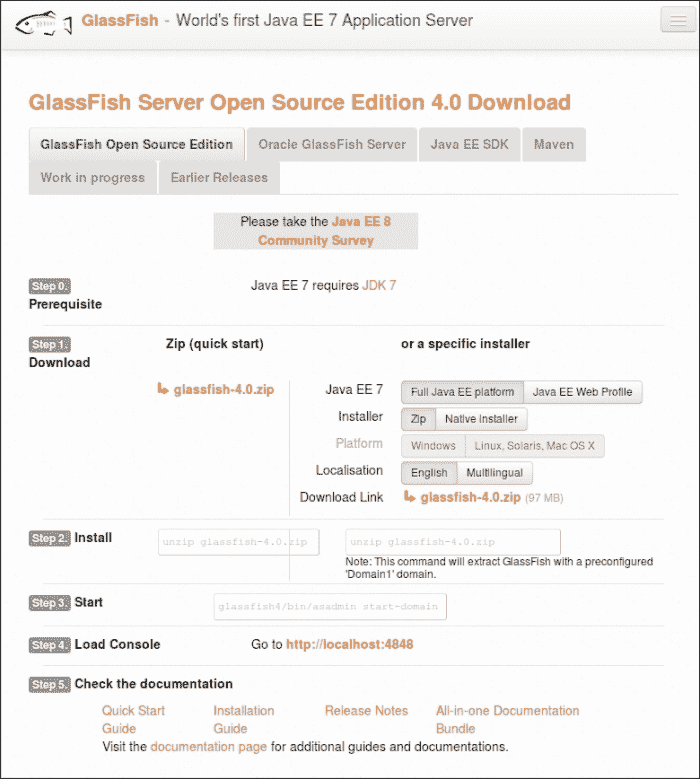 GlassFish - World's first Java EE 7 Application Server
GlassFish Server Open Source Edition 4.0 Download
GlassFish Open Source Edition
Oracle GlassFish Server
Java EE SDK
Maven
Work in progress
Earlier Releases
Please take the Java EE 8
Community Survey
Step 0.
Prerequisite
Java EE 7 requires JDK 7
Step 1.
Download
Zip (quick start)
or a specific installer
glassfish-4.0.zip
Java EE 7
Full Java EE platform
Java EE Web Profile
Installer
Zip
Native installer
Platform
Windows
Linux, Solaris, Mac OS X
Localisation
English
Multilingual
Download Link
glassfish-4.0.zip (97 MB)
Step 2. Install
unzip glassfish-4.0.zip
unzip glassfish-4.0.zip
Note: This command will extract GlassFish with a preconfigured
'Domain1' domain.
Step 3. Start
glassfish4/bin/asadmin start-domain
Step 4. Load Console
Go to http://localhost:4848
Step 5. Check the documentation
Quick Start
Guide
Installation
Guide
Release Notes
All-in-one Documentation
Bundle
Visit the documentation page for additional guides and documentations.